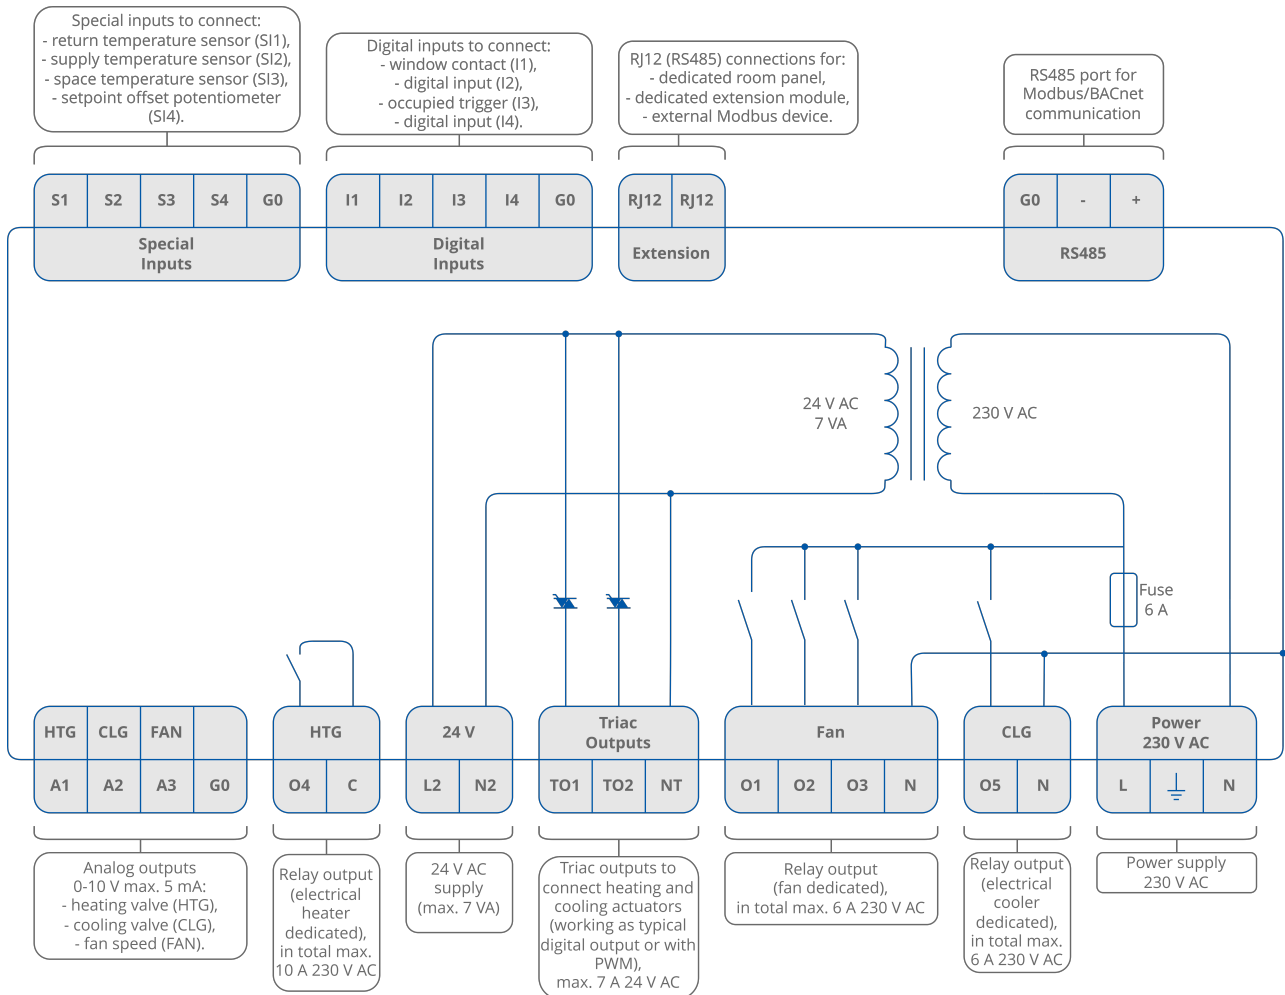 Special inputs to connect:
- return temperature sensor (SI1),
- supply temperature sensor (SI2),
- space temperature sensor (SI3),
- setpoint offset potentiometer
(SI4).
Digital inputs to connect:
- window contact (I1),
- digital input (I2),
- occupied trigger (I3),
- digital input (I4).
RJ12 (RS485) connections for:
- dedicated room panel,
- dedicated extension module,
- external Modbus device.
RS485 port for
Modbus/BACnet
communication
S1 S2 S3 S4 G0
Special
Inputs
I1 I2 I3 I4 G0
Digital
Inputs
RJ12 RJ12
Extension
G0 - +
RS485
24 V AC
7 VA
230 V AC
Fuse
6 A
HTG CLG FAN
A1 A2 A3 G0
HTG
O4 C
24 V
L2 N2
Triac
Outputs
TO1 TO2 NT
Fan
O1 O2 O3 N
CLG
O5 N
Power
230 V AC
L N
Analog outputs
0-10 V max. 5 mA:
- heating valve (HTG),
- cooling valve (CLG),
- fan speed (FAN).
Relay output
(electrical
heater
dedicated),
in total max.
10 A 230 V AC
24 V AC
supply
(max. 7 VA)
Triac outputs to
connect heating and
cooling actuators
(working as typical
digital output or with
PWM),
max. 7 A 24 V AC
Relay output
(fan dedicated),
in total max. 6 A 230 V AC
Relay output
(electrical
cooler
dedicated),
in total max.
6 A 230 V AC
Power supply
230 V AC